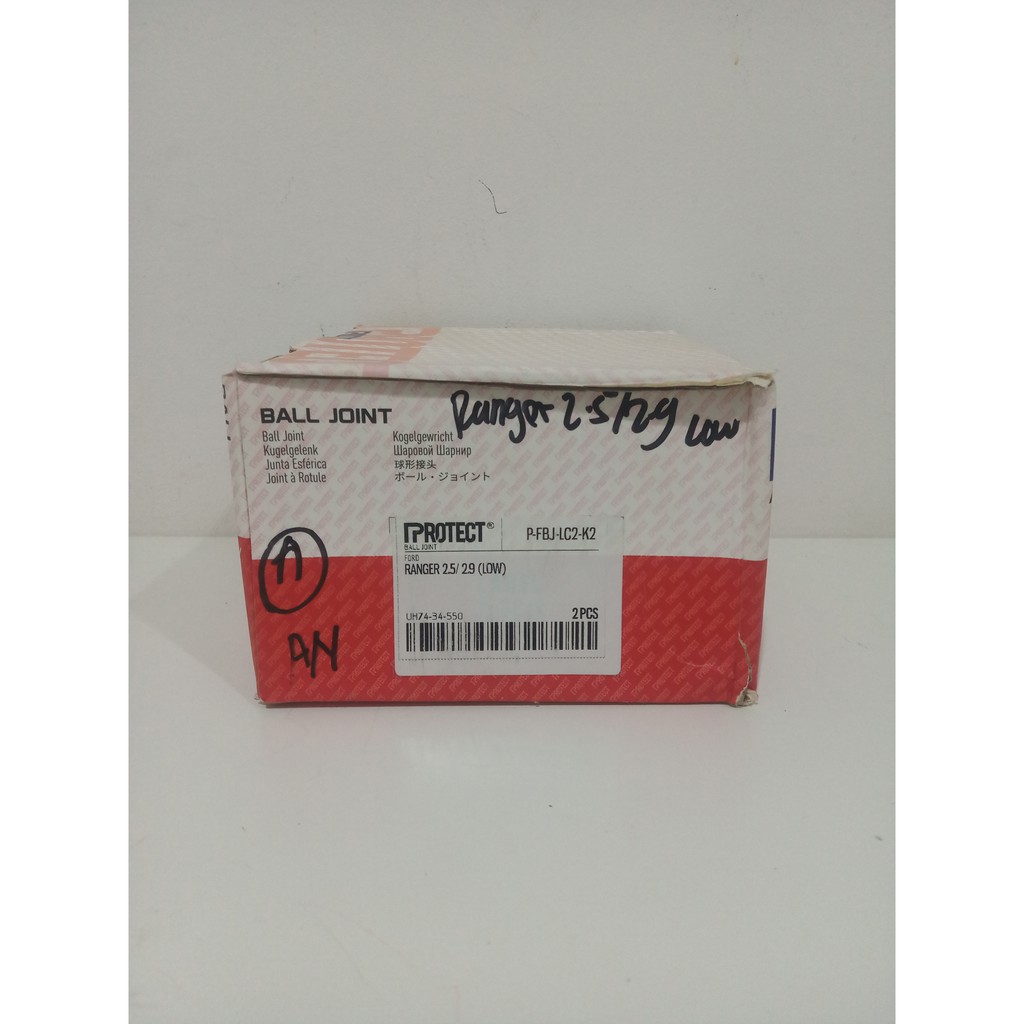 BALL JOINT
Ranger 2.5/2.9 Low
Ball Joint
Kugelgelenk
Junta Esférica
Joint à Rotule
Kogelgewricht
Шаровой Шарнир
球形接头
ボール・ジョイント
PROTECT®
P-FBJ-LC2-K2
BALL JOINT
FORD
RANGER 2.5/ 2.9 (LOW)
UH74-34-550
2 PCS
A
A/Y